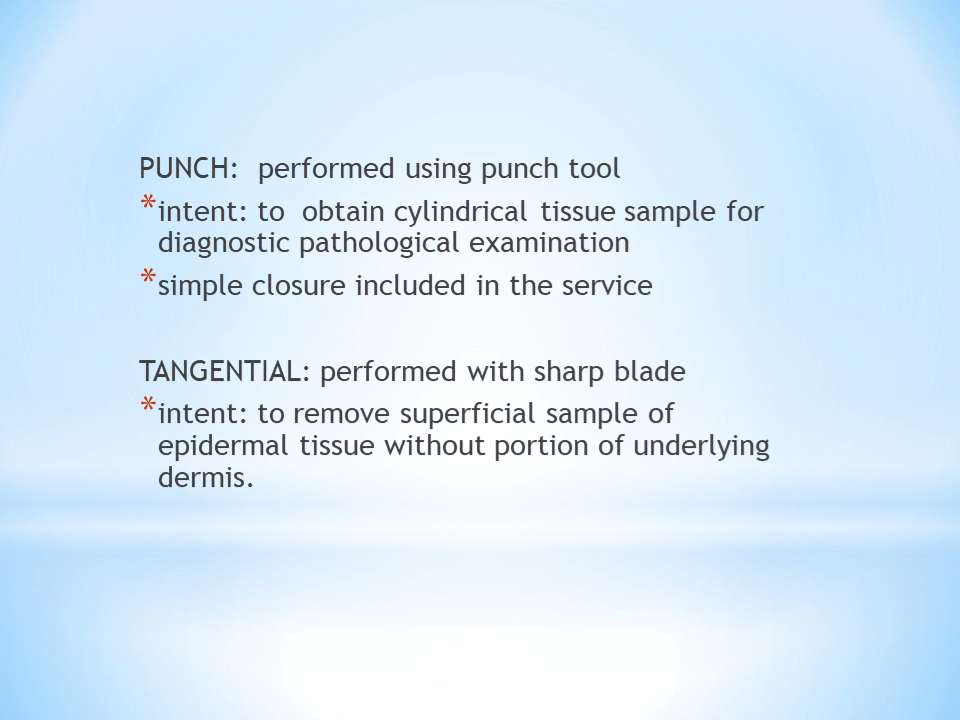 PUNCH:  performed using punch tool
*intent: to  obtain cylindrical tissue sample for
diagnostic pathological examination
*simple closure included in the service
TANGENTIAL: performed with sharp blade
*intent: to remove superficial sample of
epidermal tissue without portion of underlying
dermis.